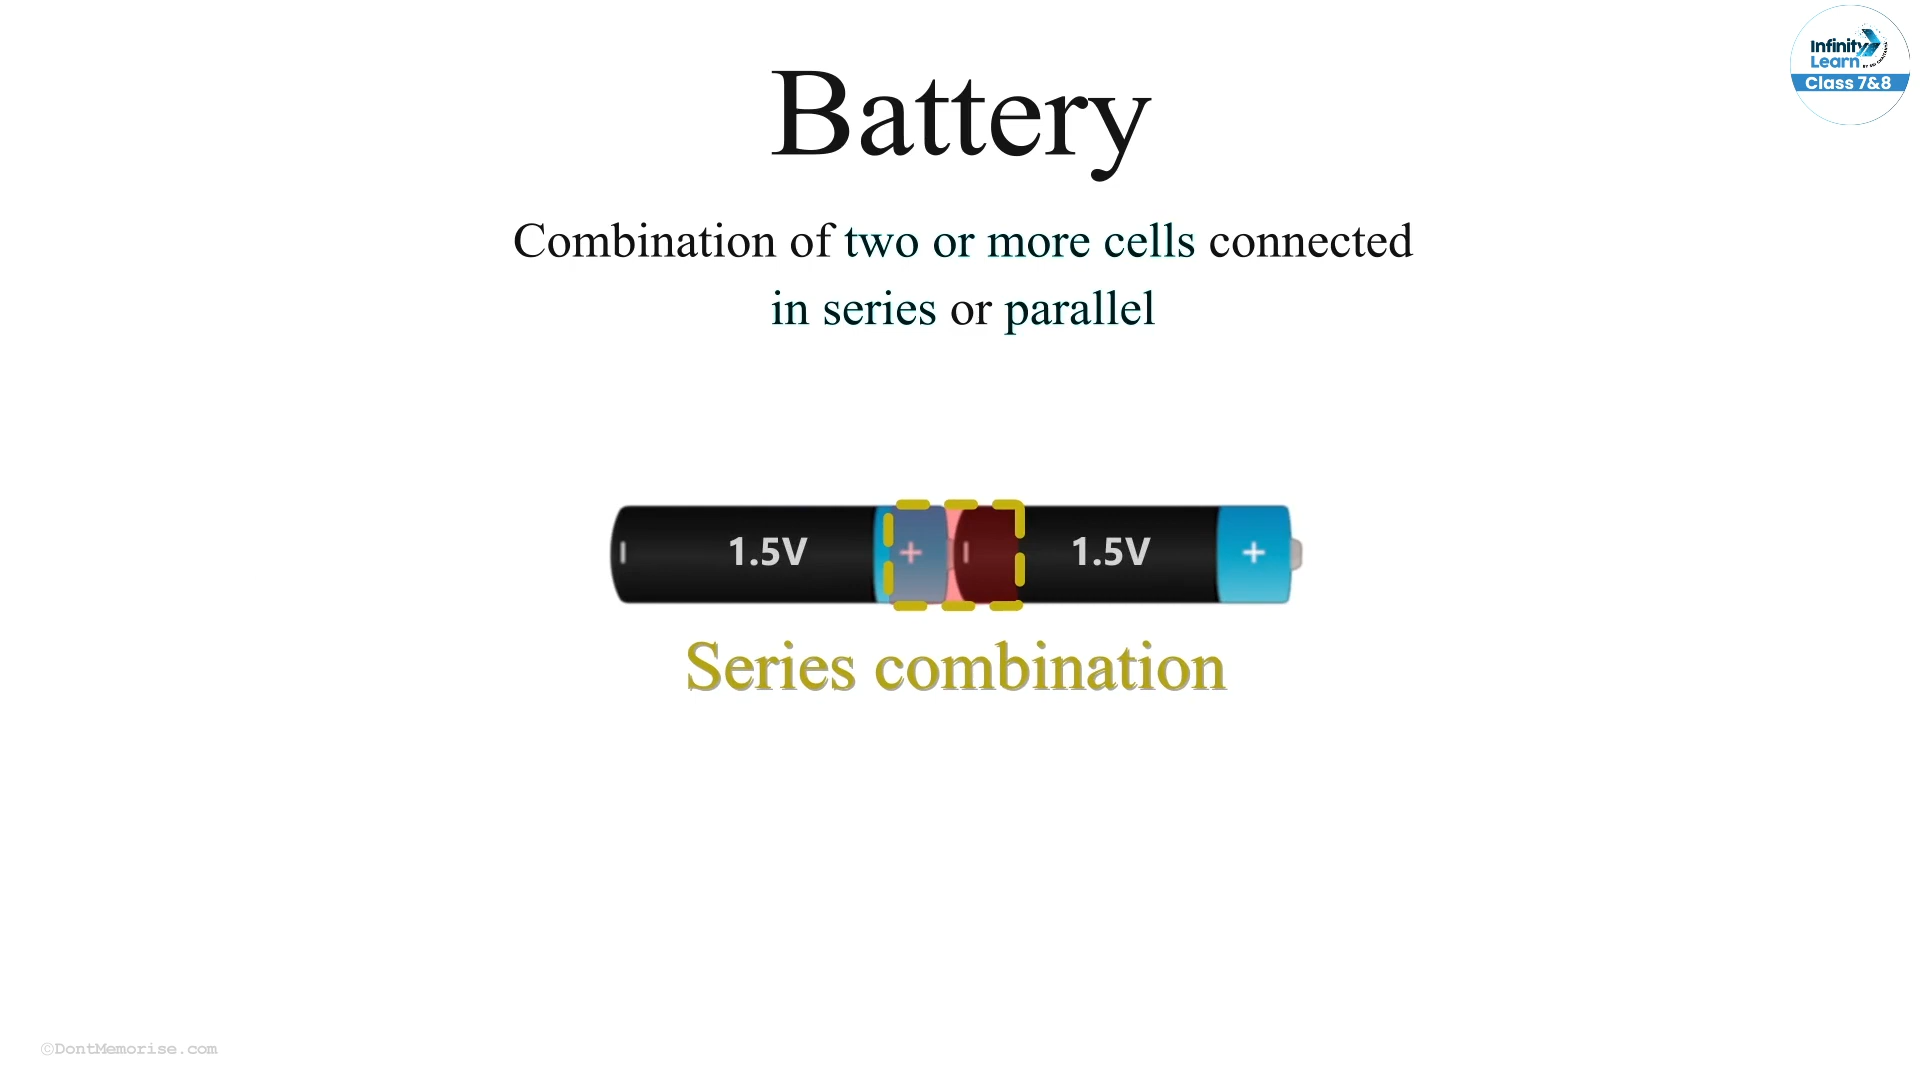 Infinity
Learn
Class 7&8
Battery
Combination of two or more cells connected
in series or parallel
1.5V + 1.5V +
Series combination
©DontMemorise.com